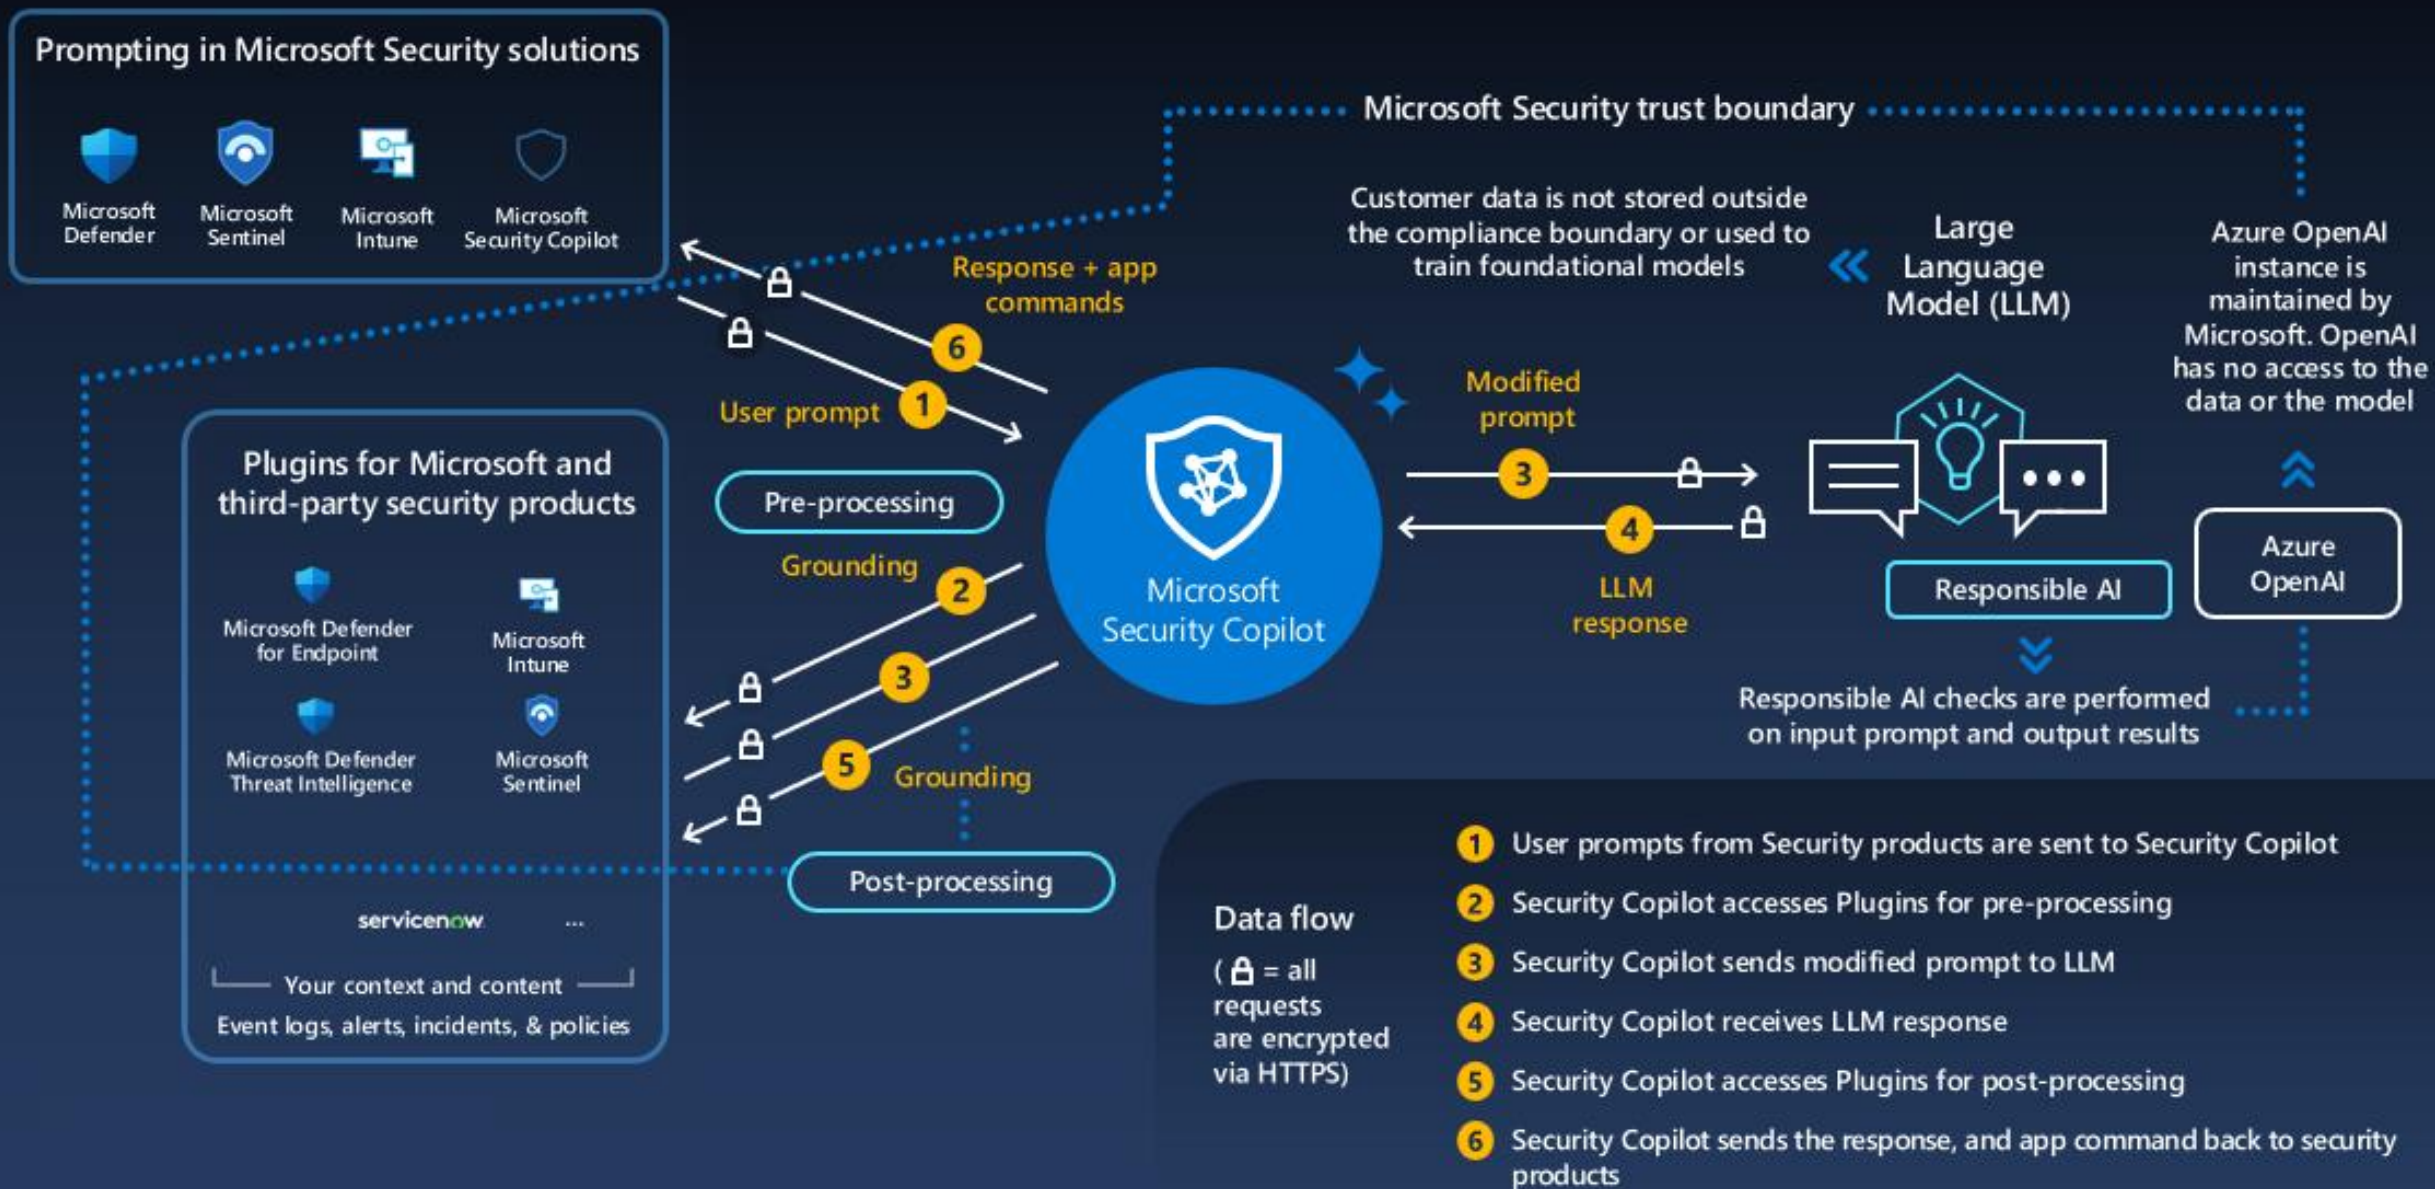 Prompting in Microsoft Security solutions
Microsoft
Defender
Microsoft
Sentinel
Microsoft
Intune
Microsoft
Security Copilot
Microsoft Security trust boundary
Customer data is not stored outside
the compliance boundary or used to
train foundational models
Large
Language
Model (LLM)
Azure OpenAI
instance is
maintained by
Microsoft. OpenAI
has no access to the
data or the model
Response + app
commands
6
User prompt
1
Pre-processing
Grounding
2
3
5
Grounding
Post-processing
Plugins for Microsoft and
third-party security products
Microsoft Defender
for Endpoint
Microsoft
Intune
Microsoft Defender
Threat Intelligence
Microsoft
Sentinel
servicenow
...
Your context and content
Event logs, alerts, incidents, & policies
Microsoft
Security Copilot
Modified
prompt
3
4
LLM
response
Responsible AI
Azure
OpenAI
Responsible AI checks are performed
on input prompt and output results
Data flow
( = all
requests
are encrypted
via HTTPS)
1 User prompts from Security products are sent to Security Copilot
2 Security Copilot accesses Plugins for pre-processing
3 Security Copilot sends modified prompt to LLM
4 Security Copilot receives LLM response
5 Security Copilot accesses Plugins for post-processing
6 Security Copilot sends the response, and app command back to security
products